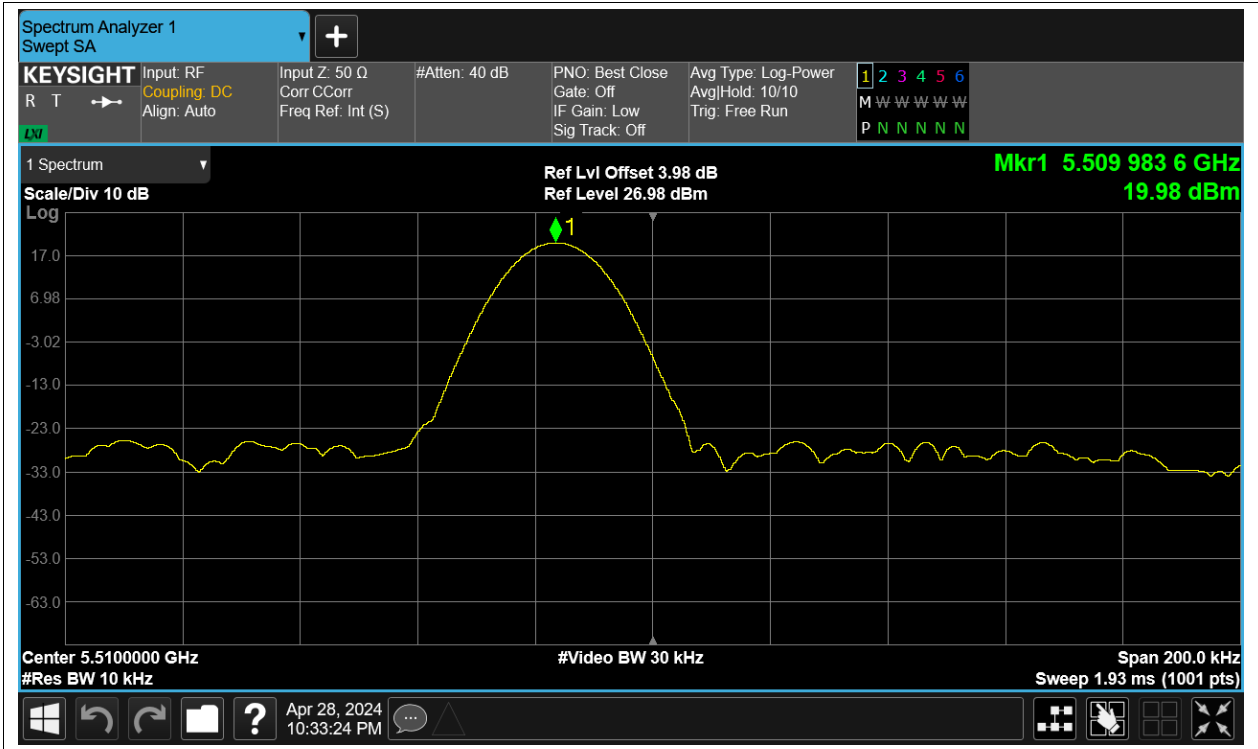 Spectrum Analyzer 1
Swept SA
+
KEYSIGHT Input: RF Input Z: 50 Ω #Atten: 40 dB PNO: Best Close Avg Type: Log-Power 1 2 3 4 5 6
R T Coupling: DC Corr CCorr Gate: Off Avg|Hold: 10/10 M W W W W W
Align: Auto Freq Ref: Int (S) IF Gain: Low Trig: Free Run
LXI Sig Track: Off P N N N N N
1 Spectrum Ref Lvl Offset 3.98 dB Mkr1 5.509 983 6 GHz
Scale/Div 10 dB Ref Level 26.98 dBm 19.98 dBm
Log
1
17.0
6.98
-3.02
-13.0
-23.0
-33.0
-43.0
-53.0
-63.0
Center 5.5100000 GHz #Video BW 30 kHz Span 200.0 kHz
#Res BW 10 kHz Sweep 1.93 ms (1001 pts)
? Apr 28, 2024
10:33:24 PM